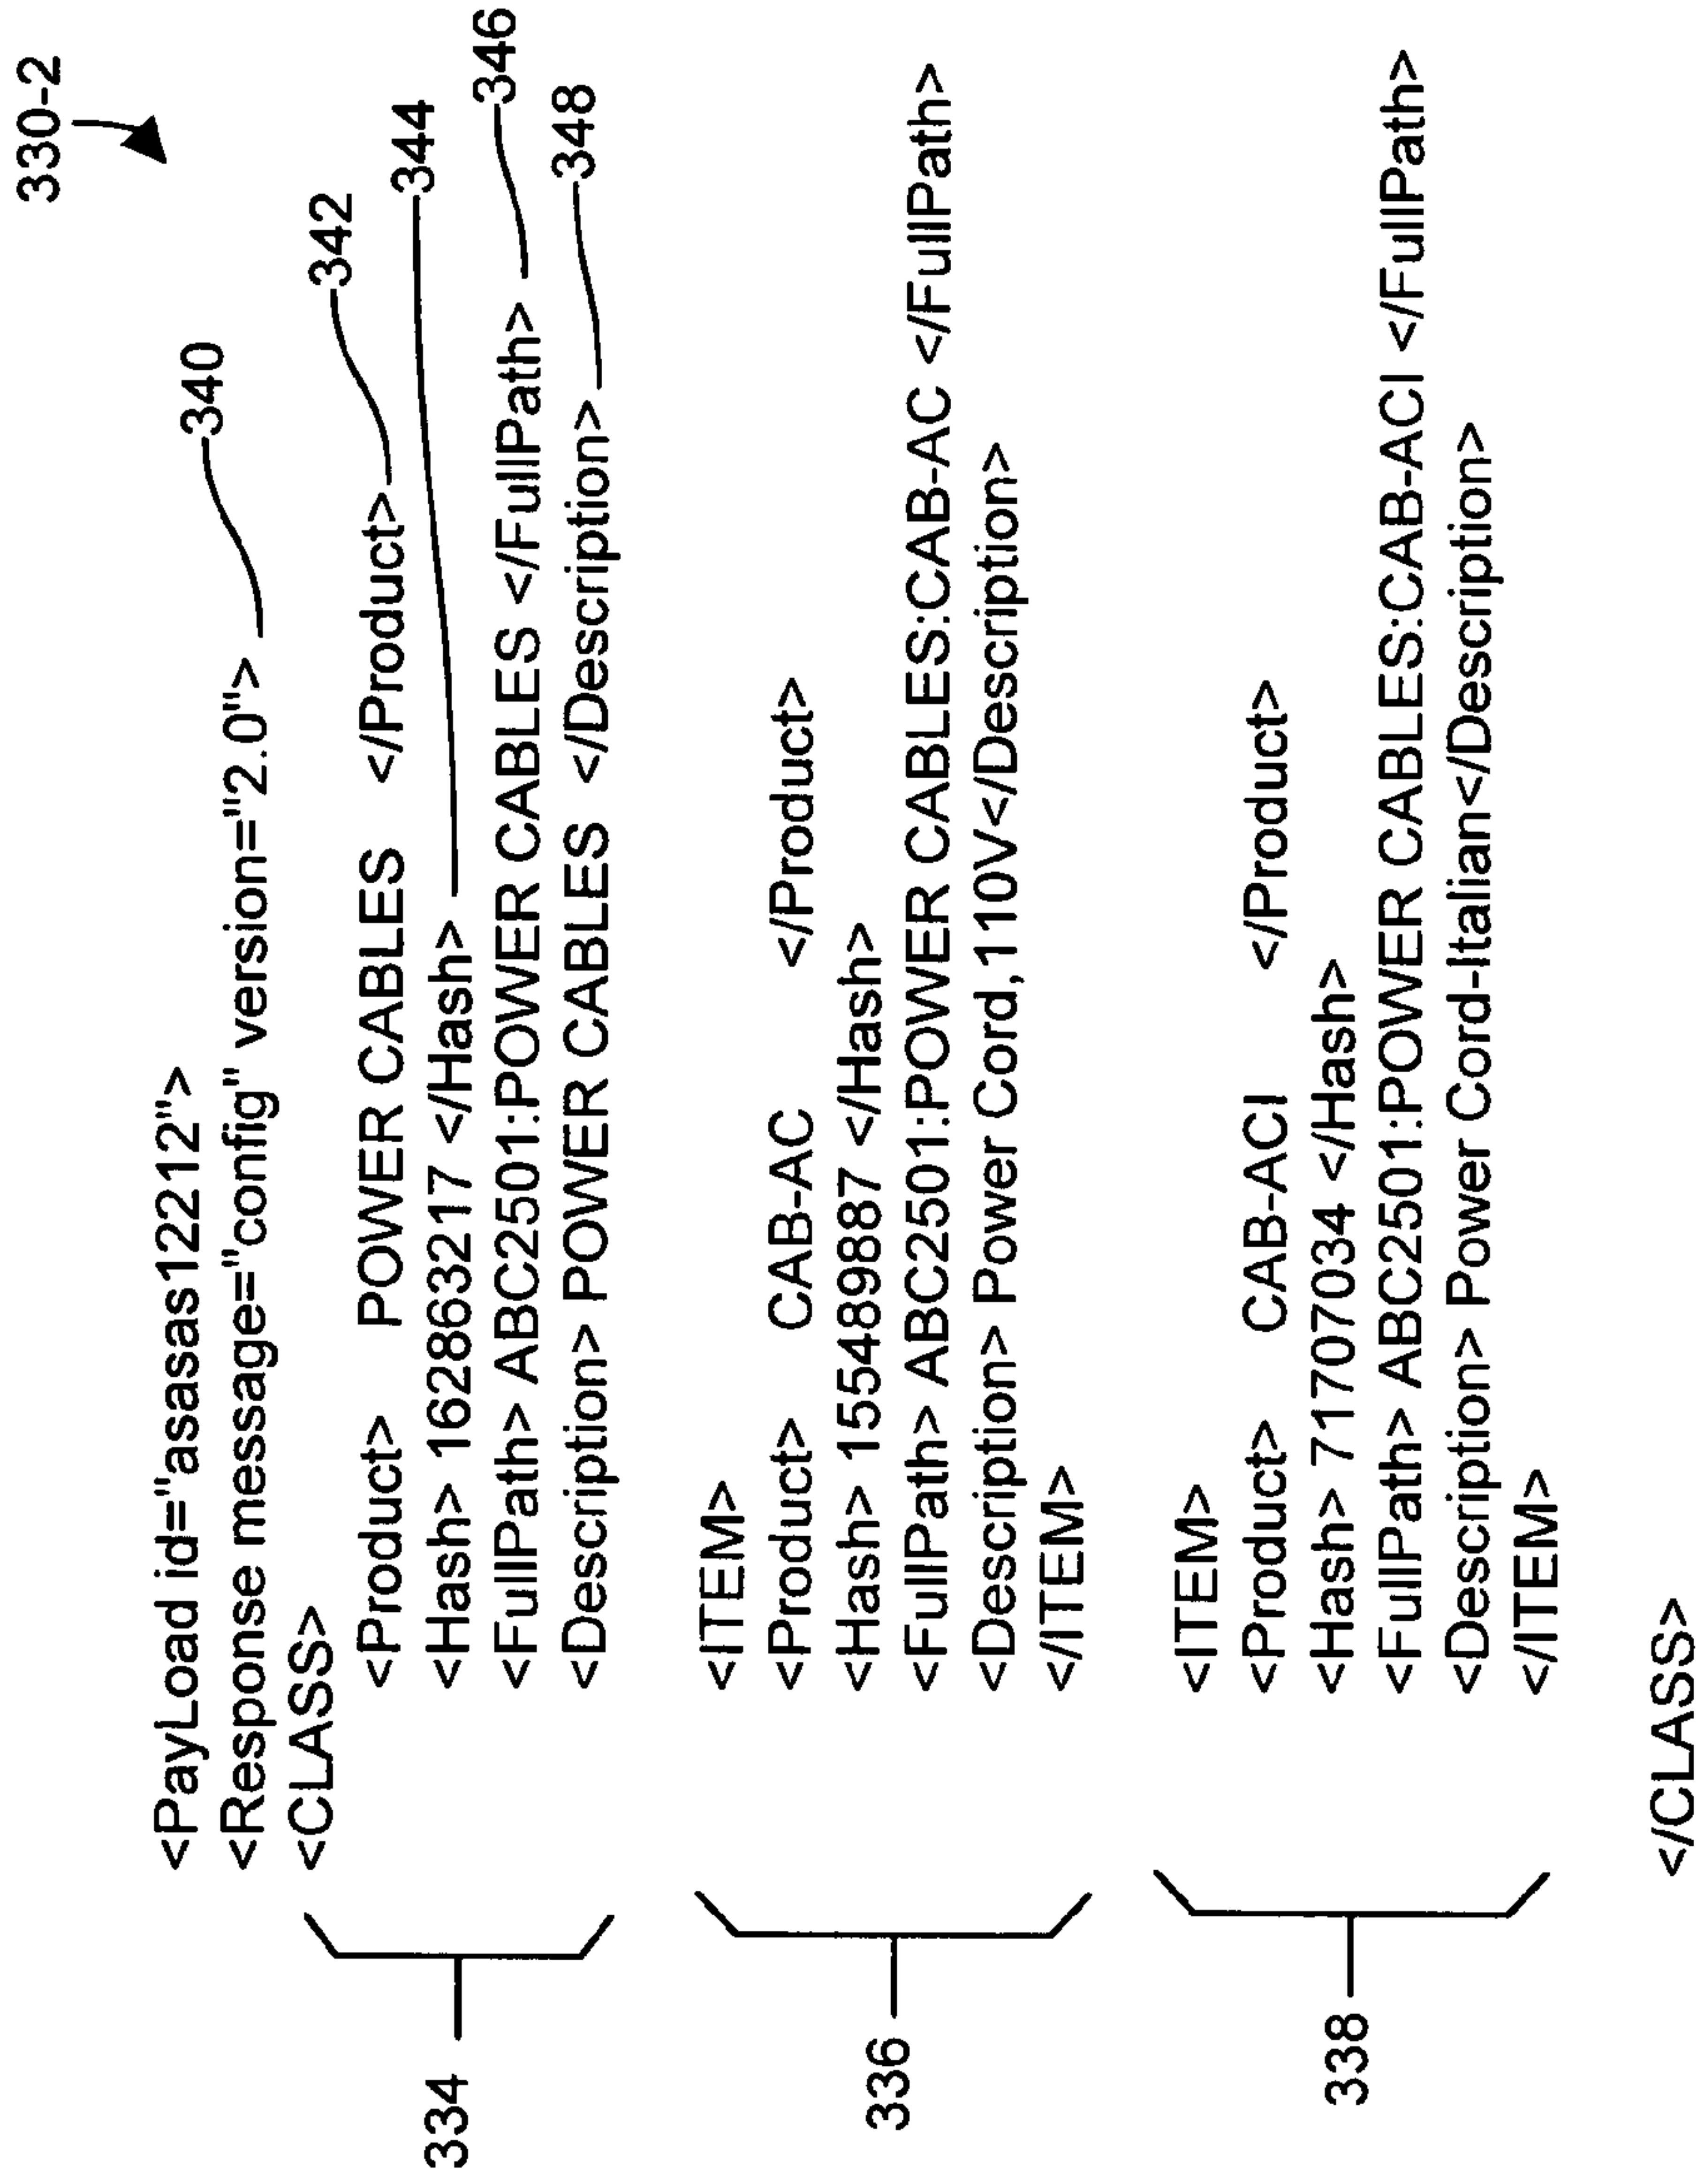 330-2
<PayLoad id="asasas12212">
<Response message="config" version="2.0"> 340
<CLASS>
<Product> POWER CABLES </Product> 342
<Hash> 1628863217 </Hash> 344
<FullPath> ABC2501:POWER CABLES </FullPath> 346
<Description> POWER CABLES </Description> 348
334
<ITEM>
<Product> CAB-AC </Product>
<Hash> 155489887 </Hash>
<FullPath> ABC2501:POWER CABLES:CAB-AC </FullPath>
<Description> Power Cord,110V</Description>
</ITEM>
336
<ITEM>
<Product> CAB-ACI </Product>
<Hash> 71707034 </Hash>
<FullPath> ABC2501:POWER CABLES:CAB-ACI </FullPath>
<Description> Power Cord-Italian</Description>
</ITEM>
338
</CLASS>